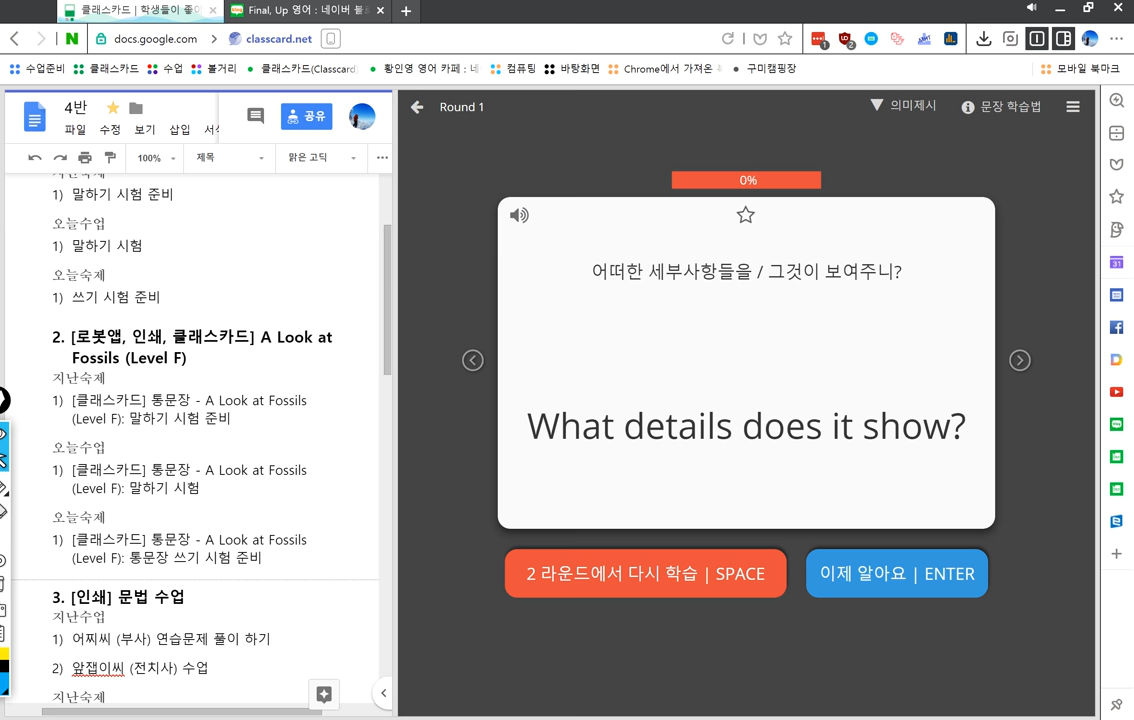 클래스카드 | 학생들이 좋아
Final, Up 영어 : 네이버 블로
docs.google.com
classcard.net
수업준비
클래스카드
수업
볼거리
클래스카드(Classcard
황인영 영어 카페 : 네
컴퓨팅
바탕화면
Chrome에서 가져온
구미캠핑장
모바일 북마크
4반
파일 수정 보기 삽입 서식
공유
100% 제목 맑은 고딕
지난숙제
1) 말하기 시험 준비
오늘수업
1) 말하기 시험
오늘숙제
1) 쓰기 시험 준비
2. [로봇앱, 인쇄, 클래스카드] A Look at
Fossils (Level F)
지난숙제
1) [클래스카드] 통문장 - A Look at Fossils
(Level F): 말하기 시험 준비
오늘수업
1) [클래스카드] 통문장 - A Look at Fossils
(Level F): 말하기 시험
오늘숙제
1) [클래스카드] 통문장 - A Look at Fossils
(Level F): 통문장 쓰기 시험 준비
3. [인쇄] 문법 수업
지난수업
1) 어찌씨 (부사) 연습문제 풀이 하기
2) 앞잽이씨 (전치사) 수업
지난숙제
Round 1
의미제시
문장 학습법
0%
어떠한 세부사항들을 / 그것이 보여주니?
What details does it show?
2 라운드에서 다시 학습 | SPACE
이제 알아요 | ENTER